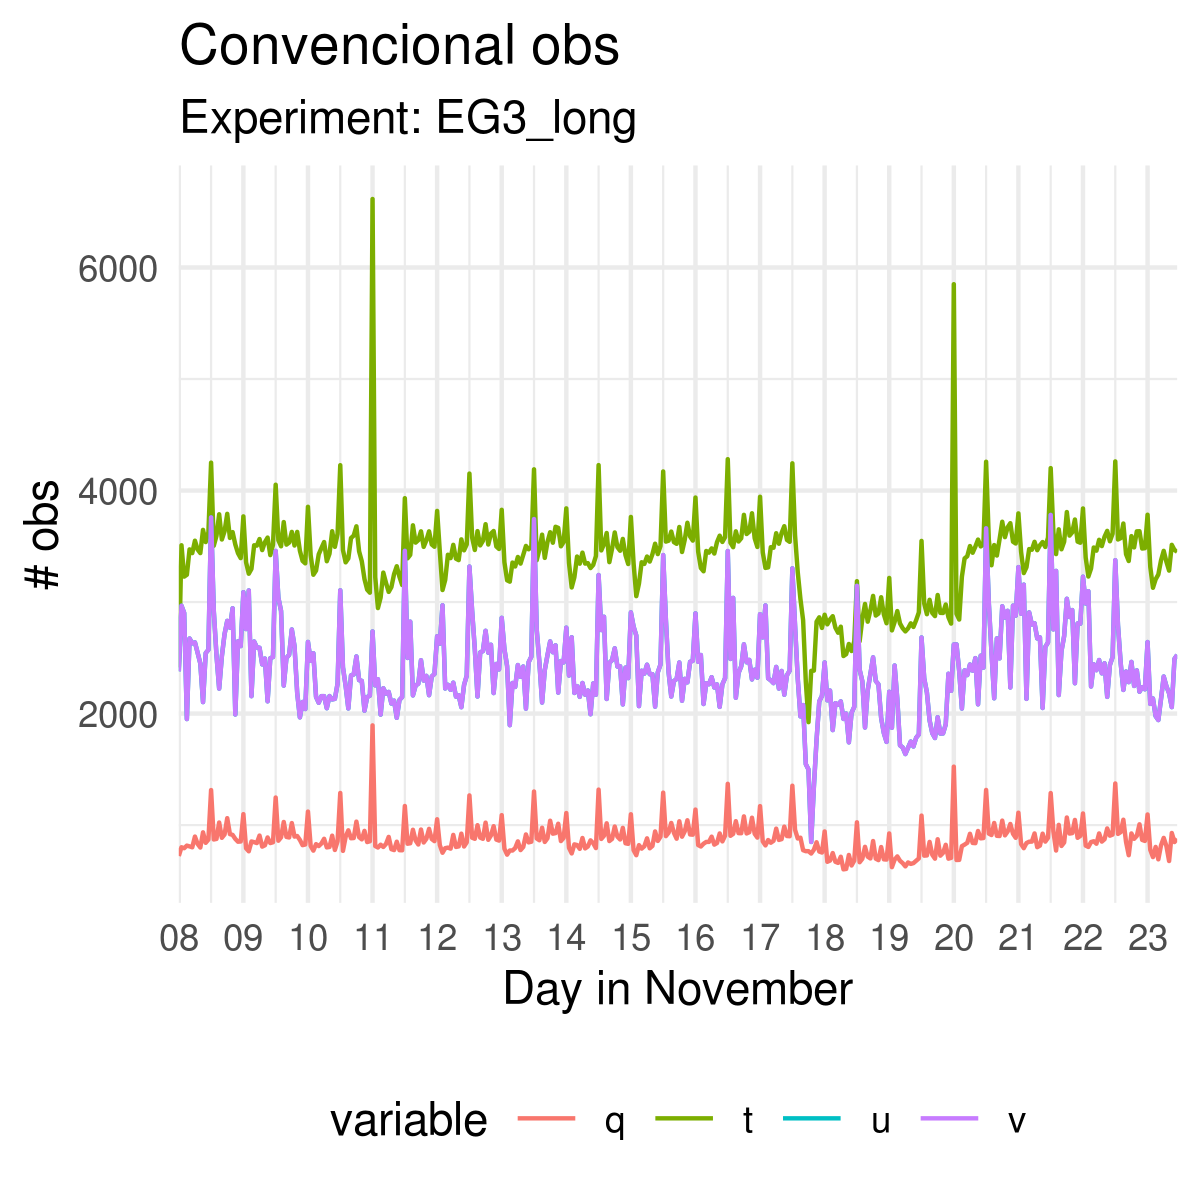 Convencional obs
Experiment: EG3_long
# obs
6000
4000
2000
08 09 10 11 12 13 14 15 16 17 18 19 20 21 22 23
Day in November
variable q t u v